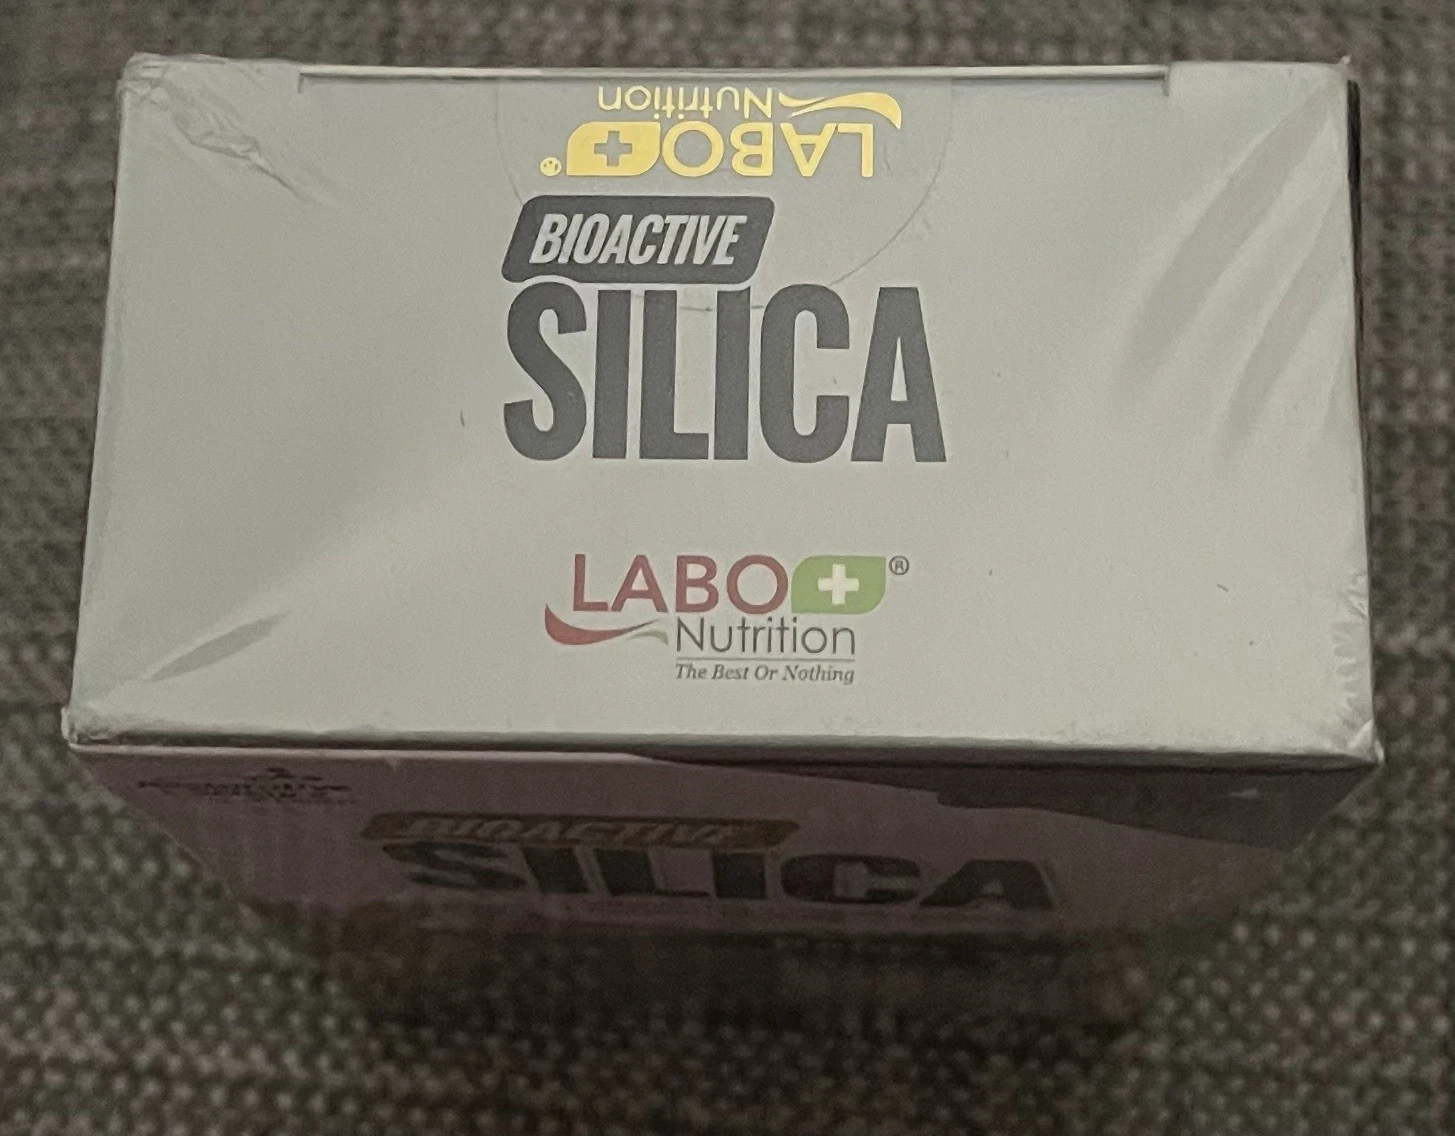 LABO
Nutrition
BIOACTIVE
SILICA
LABO®
Nutrition
The Best Or Nothing
BIOACTIVE
SILICA